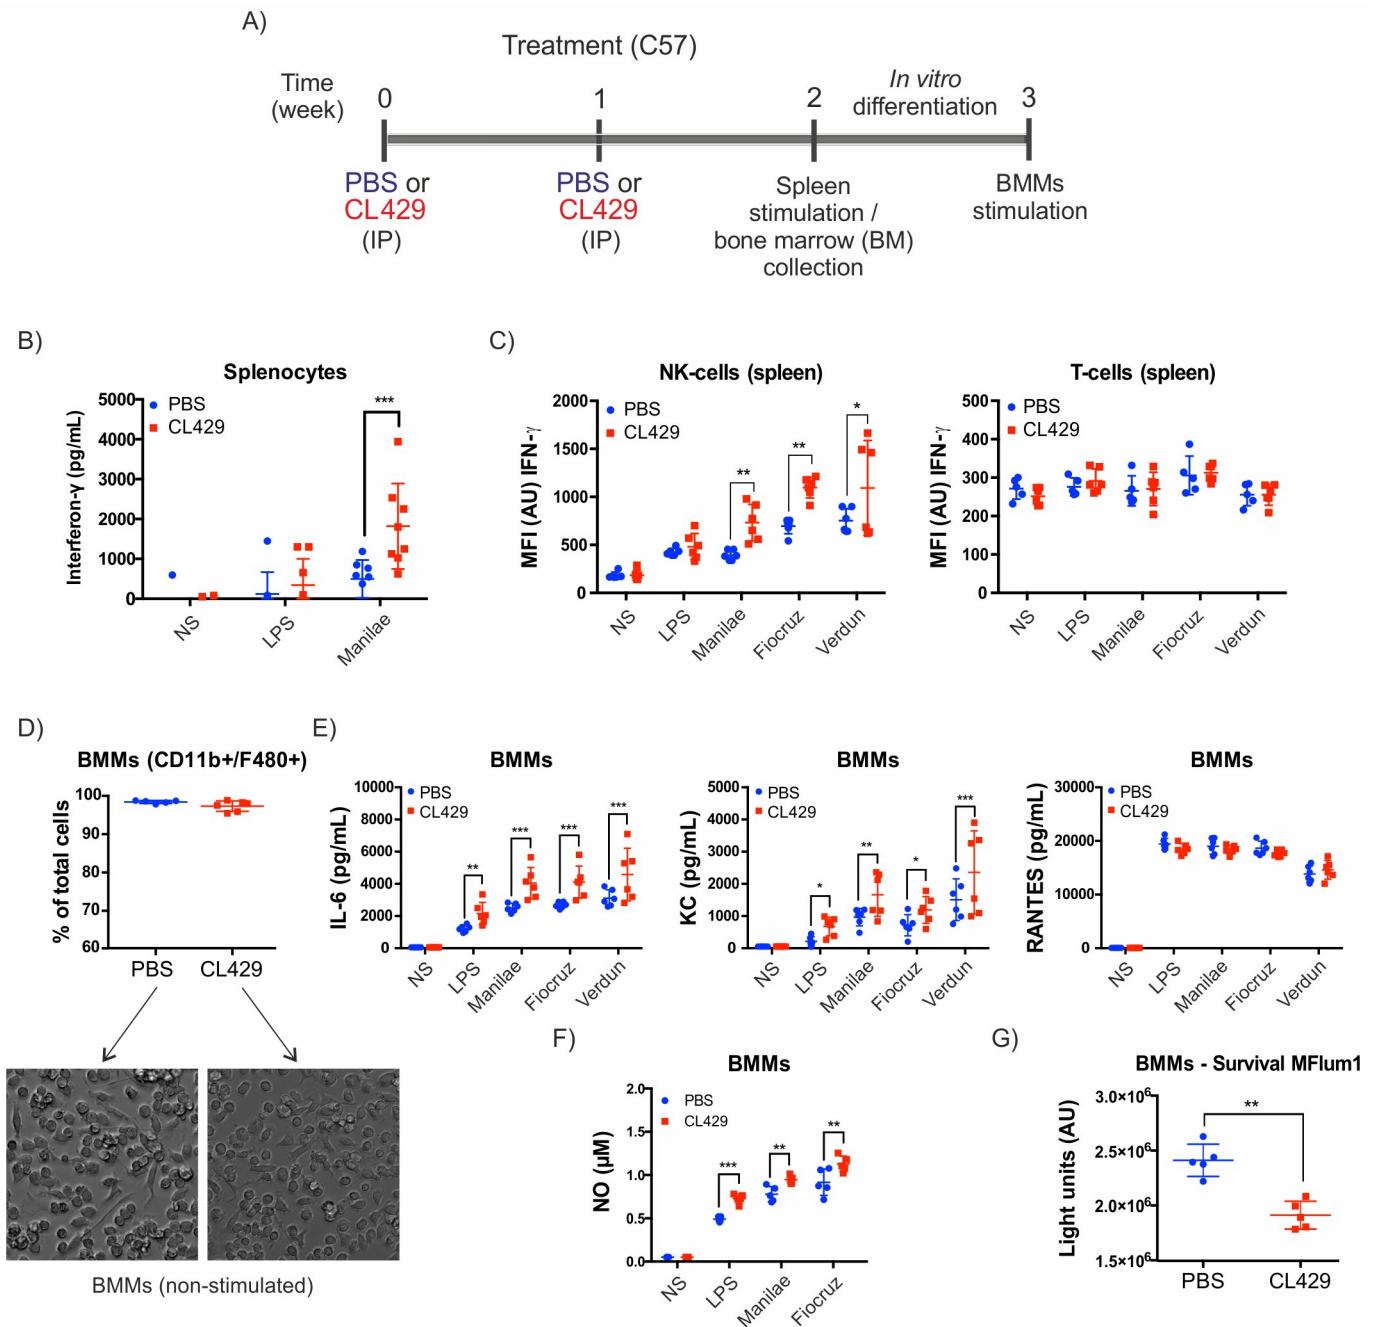 A)
Treatment (C57)
Time
(week)
0
1
2
In vitro
differentiation
3
PBS or
CL429
(IP)
PBS or
CL429
(IP)
Spleen
stimulation /
bone marrow (BM)
collection
BMMs
stimulation
B)
Splenocytes
Interferon-γ (pg/mL)
5000
4000
3000
2000
1000
0
PBS
CL429
***
NS
LPS
Manilae
C)
NK-cells (spleen)
MFI (AU) IFN-γ
2000
1500
1000
500
0
PBS
CL429
**
**
*
NS
LPS
Manilae
Fiocruz
Verdun
T-cells (spleen)
MFI (AU) IFN-γ
500
400
300
200
100
0
PBS
CL429
NS
LPS
Manilae
Fiocruz
Verdun
D)
BMMs (CD11b+/F480+)
% of total cells
100
90
80
70
60
PBS
CL429
BMMs (non-stimulated)
E)
BMMs
IL-6 (pg/mL)
10000
8000
6000
4000
2000
0
PBS
CL429
**
***
***
***
NS
LPS
Manilae
Fiocruz
Verdun
BMMs
KC (pg/mL)
5000
4000
3000
2000
1000
0
PBS
CL429
*
**
*
***
NS
LPS
Manilae
Fiocruz
Verdun
BMMs
RANTES (pg/mL)
30000
20000
10000
0
PBS
CL429
NS
LPS
Manilae
Fiocruz
Verdun
F)
BMMs
NO (µM)
2.0
1.5
1.0
0.5
0.0
PBS
CL429
***
**
**
NS
LPS
Manilae
Fiocruz
G)
BMMs - Survival MFlum1
Light units (AU)
3.0×10⁶
2.5×10⁶
2.0×10⁶
1.5×10⁶
**
PBS
CL429